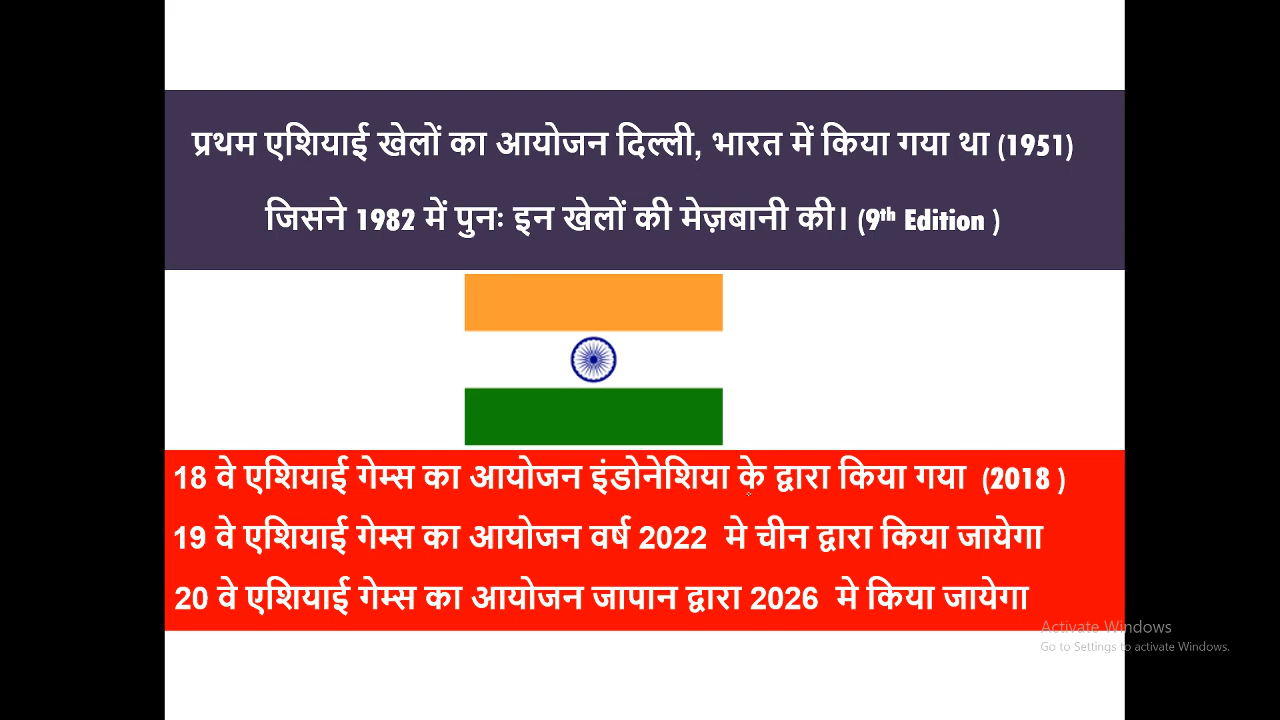 प्रथम एशियाई खेलों का आयोजन दिल्ली, भारत में किया गया था (1951)
जिसने 1982 में पुनः इन खेलों की मेज़बानी की। (9th Edition )
18 वे एशियाई गेम्स का आयोजन इंडोनेशिया के द्वारा किया गया (2018 )
19 वे एशियाई गेम्स का आयोजन वर्ष 2022 मे चीन द्वारा किया जायेगा
20 वे एशियाई गेम्स का आयोजन जापान द्वारा 2026 मे किया जायेगा
Activate Windows
Go to Settings to activate Windows.